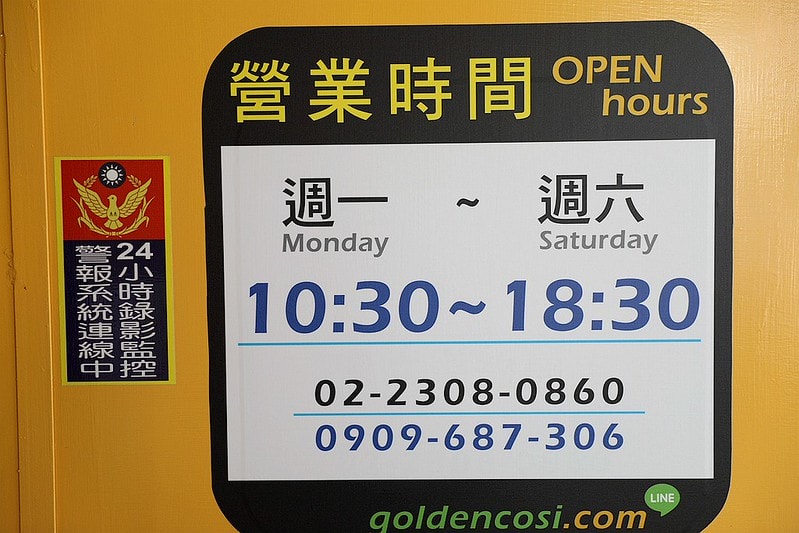 營業時間 OPEN hours
週一 ~ 週六
Monday Saturday
10:30~18:30
02-2308-0860
0909-687-306
LINE
goldencosi.com
24小時錄影監控
警報系統連線中